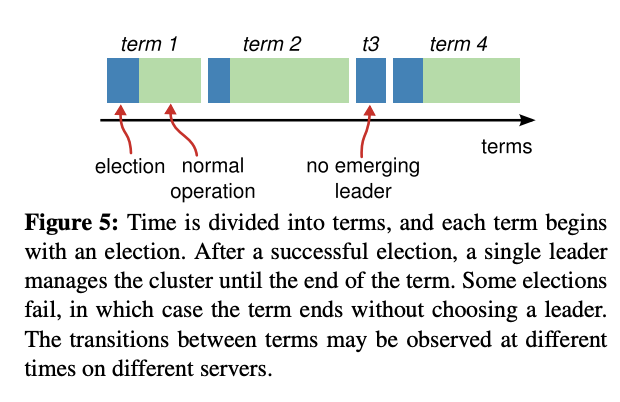 term 1 term 2 t3 term 4
terms
election normal operation no emerging leader
Figure 5: Time is divided into terms, and each term begins
with an election. After a successful election, a single leader
manages the cluster until the end of the term. Some elections
fail, in which case the term ends without choosing a leader.
The transitions between terms may be observed at different
times on different servers.